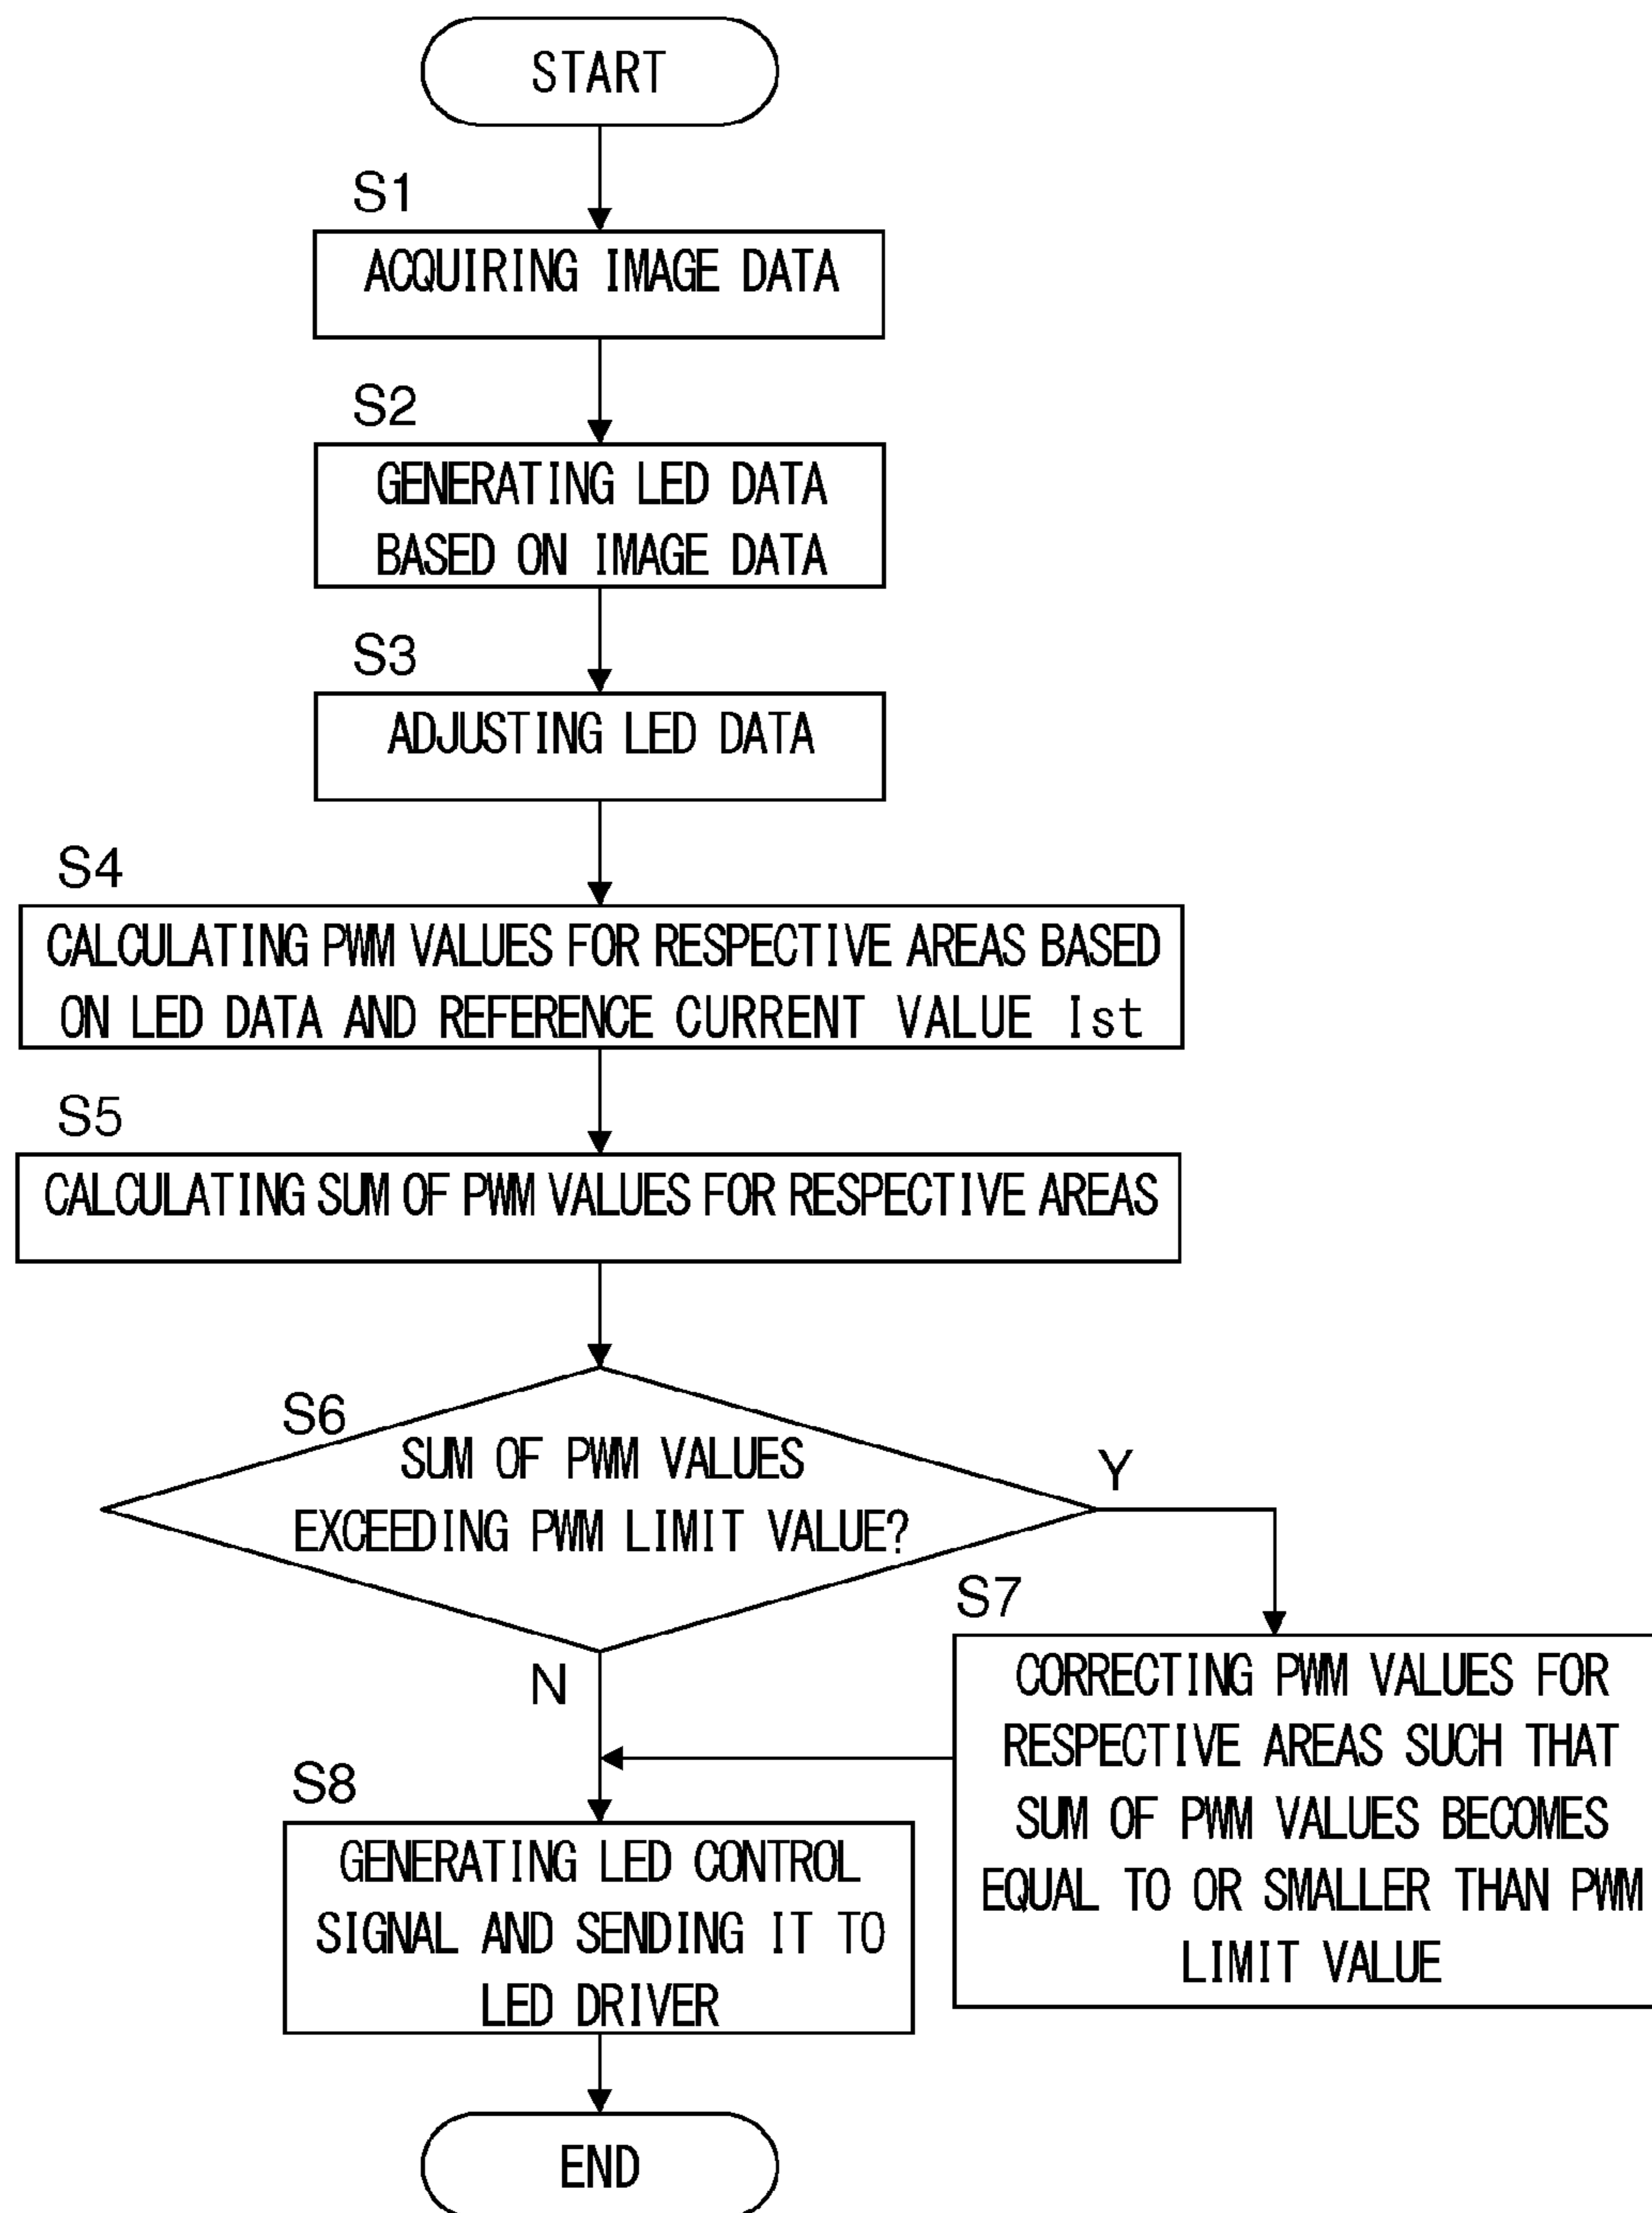 START
S1
ACQUIRING IMAGE DATA
S2
GENERATING LED DATA
BASED ON IMAGE DATA
S3
ADJUSTING LED DATA
S4
CALCULATING PWM VALUES FOR RESPECTIVE AREAS BASED
ON LED DATA AND REFERENCE CURRENT VALUE Ist
S5
CALCULATING SUM OF PWM VALUES FOR RESPECTIVE AREAS
S6
SUM OF PWM VALUES
EXCEEDING PWM LIMIT VALUE?
Y
N
S7
CORRECTING PWM VALUES FOR
RESPECTIVE AREAS SUCH THAT
SUM OF PWM VALUES BECOMES
EQUAL TO OR SMALLER THAN PWM
LIMIT VALUE
S8
GENERATING LED CONTROL
SIGNAL AND SENDING IT TO
LED DRIVER
END